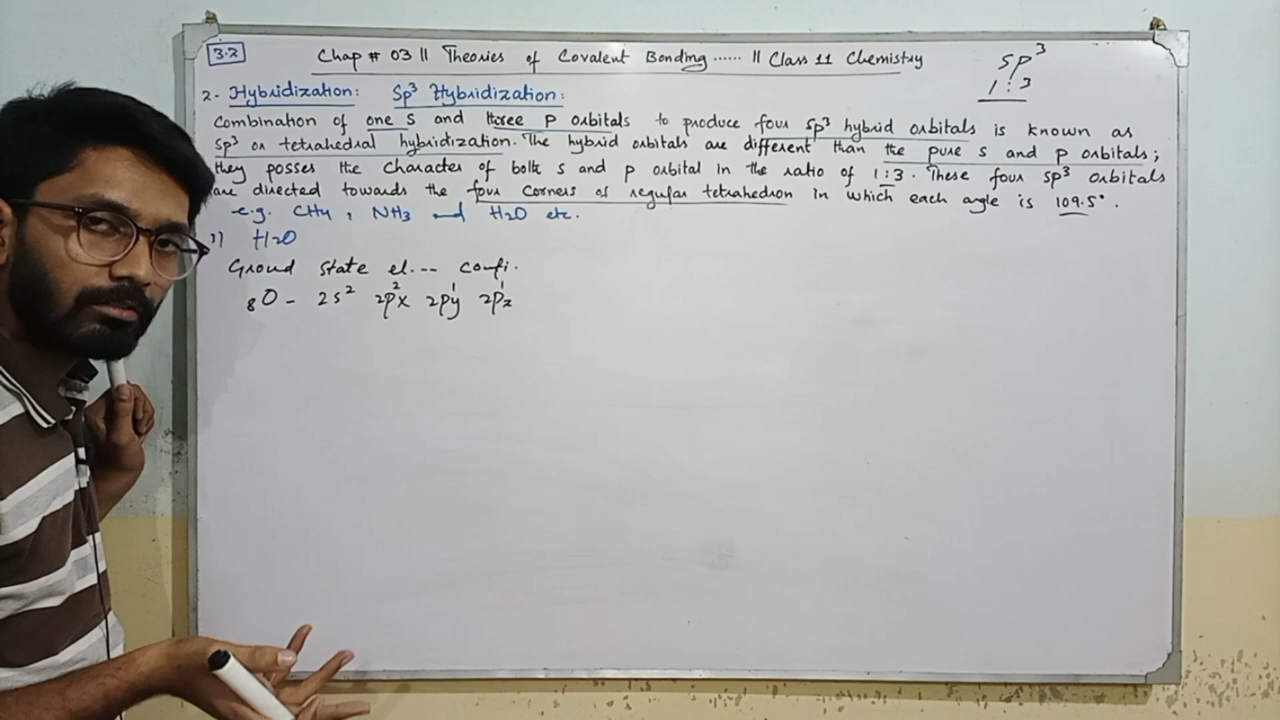 3.2
Chap # 03 || Theories of Covalent Bonding ...... || Class 11 Chemistry
sp³
1 : 3
2- Hybridization: Sp³ Hybridization:
Combination of one s and three p orbitals to produce four sp³ hybrid orbitals is known as
sp³ or tetrahedral hybridization. The hybrid orbitals are different than the pure s and p orbitals;
they posses the character of both s and p orbital in the ratio of 1:3. These four sp³ orbitals
are directed towards the four corners of regular tetrahedron in which each angle is 109.5°.
e.g. CH4, NH3 and H2O etc.
1) H2O
Ground state el... confi.
₈O - 2s² 2p²x 2p¹y 2p¹z